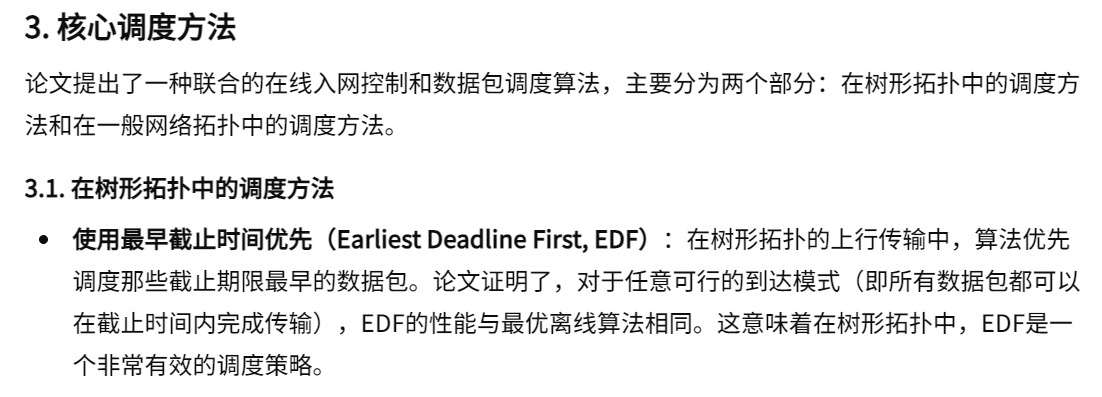 3. 核心调度方法
论文提出了一种联合的在线入网控制和数据包调度算法，主要分为两个部分：在树形拓扑中的调度方
法和在一般网络拓扑中的调度方法。
3.1. 在树形拓扑中的调度方法
• 使用最早截止时间优先（Earliest Deadline First, EDF）：在树形拓扑的上行传输中，算法优先
调度那些截止期限最早的数据包。论文证明了，对于任意可行的到达模式（即所有数据包都可以
在截止时间内完成传输），EDF的性能与最优离线算法相同。这意味着在树形拓扑中，EDF是一
个非常有效的调度策略。